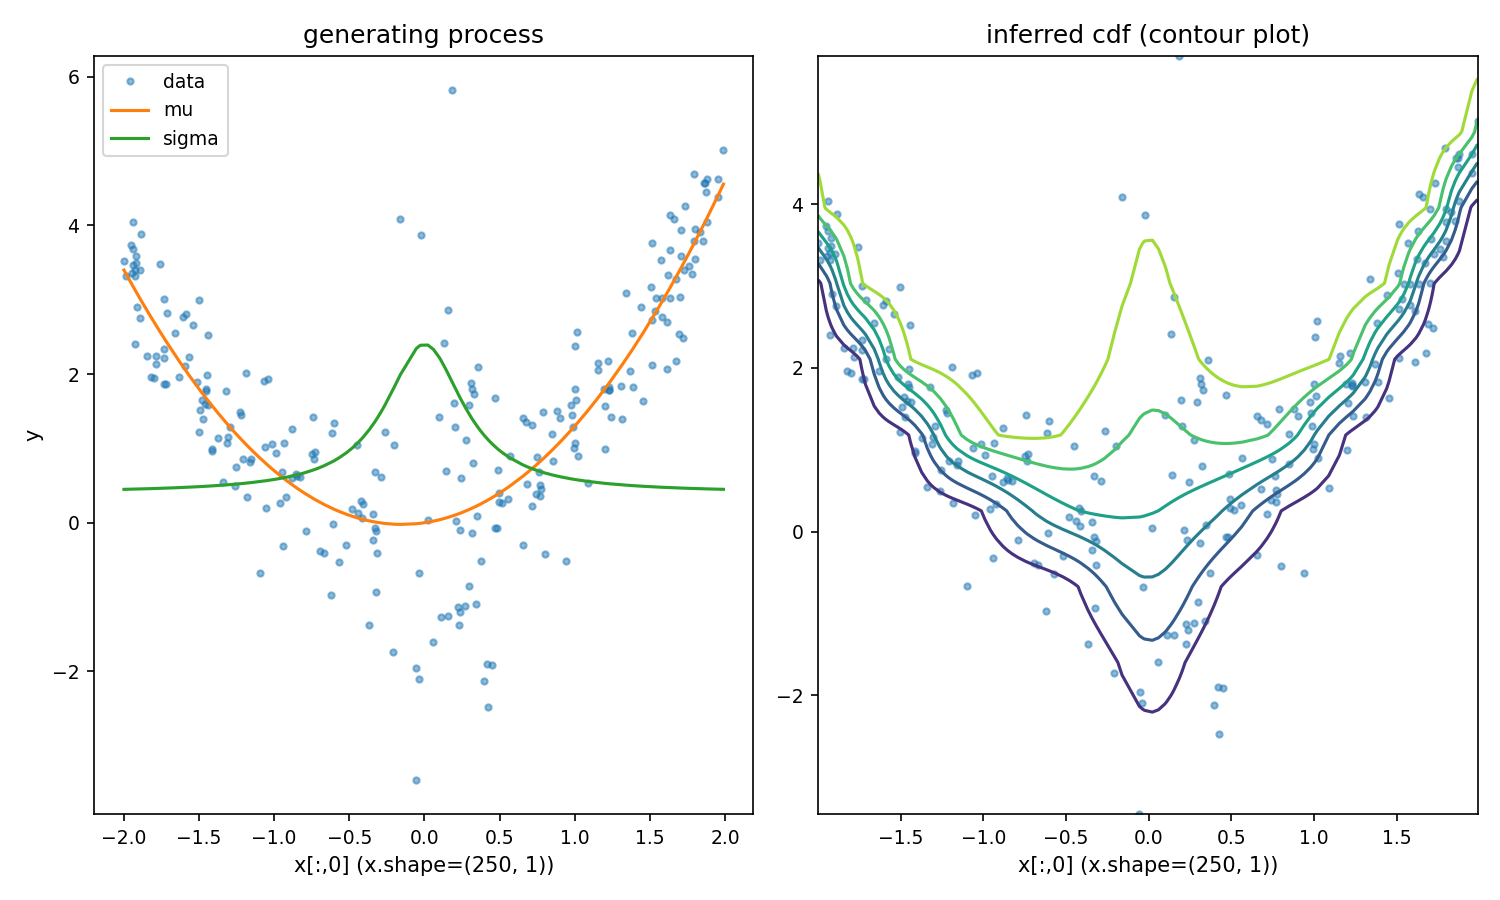 generating process
6
4
2
0
−2
y
data
mu
sigma
−2.0 −1.5 −1.0 −0.5 0.0 0.5 1.0 1.5 2.0
x[:,0] (x.shape=(250, 1))
inferred cdf (contour plot)
4
2
0
−2
−1.5 −1.0 −0.5 0.0 0.5 1.0 1.5
x[:,0] (x.shape=(250, 1))